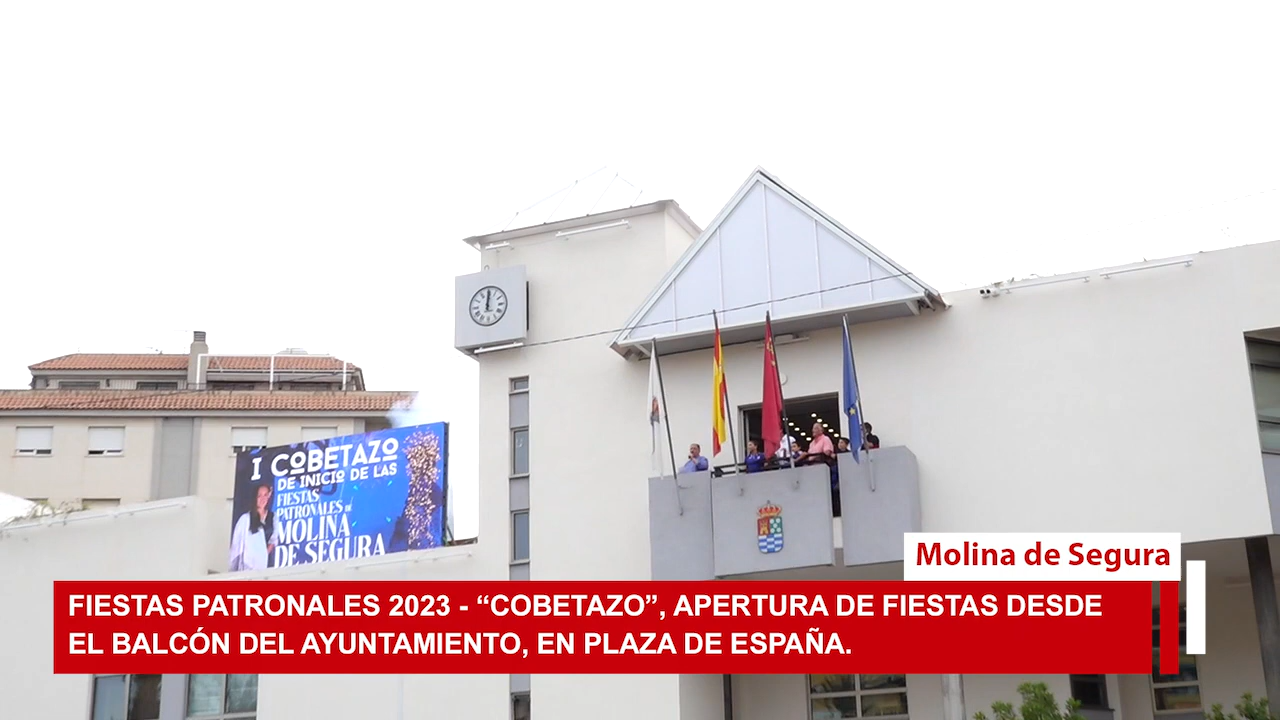 I COBETAZO
DE INICIO DE LAS
FIESTAS
PATRONALES DE
MOLINA
DE SEGURA
Molina de Segura
FIESTAS PATRONALES 2023 - “COBETAZO”, APERTURA DE FIESTAS DESDE
EL BALCÓN DEL AYUNTAMIENTO, EN PLAZA DE ESPAÑA.